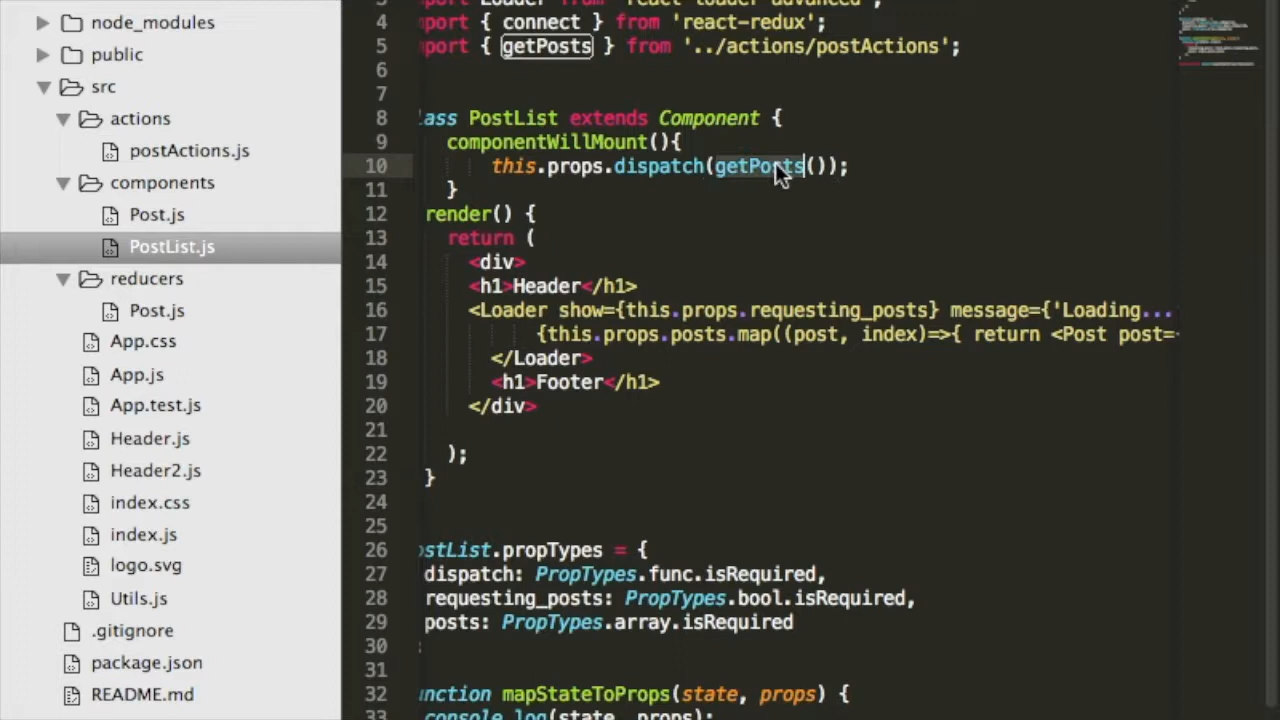 node_modules
public
src
actions
postActions.js
components
Post.js
PostList.js
reducers
Post.js
App.css
App.js
App.test.js
Header.js
Header2.js
index.css
index.js
logo.svg
Utils.js
.gitignore
package.json
README.md
4 port { connect } from 'react-redux';
5 port { getPosts } from '../actions/postActions';
6
7
8 ass PostList extends Component {
9 componentWillMount(){
10 this.props.dispatch(getPosts());
11 }
12 render() {
13 return (
14 <div>
15 <h1>Header</h1>
16 <Loader show={this.props.requesting_posts} message={'Loading...
17 {this.props.posts.map((post, index)=>{ return <Post post=
18 </Loader>
19 <h1>Footer</h1>
20 </div>
21
22 );
23 }
24
25
26 stList.propTypes = {
27 dispatch: PropTypes.func.isRequired,
28 requesting_posts: PropTypes.bool.isRequired,
29 posts: PropTypes.array.isRequired
30
31
32 nction mapStateToProps(state, props) {
33 console.log(state, props);